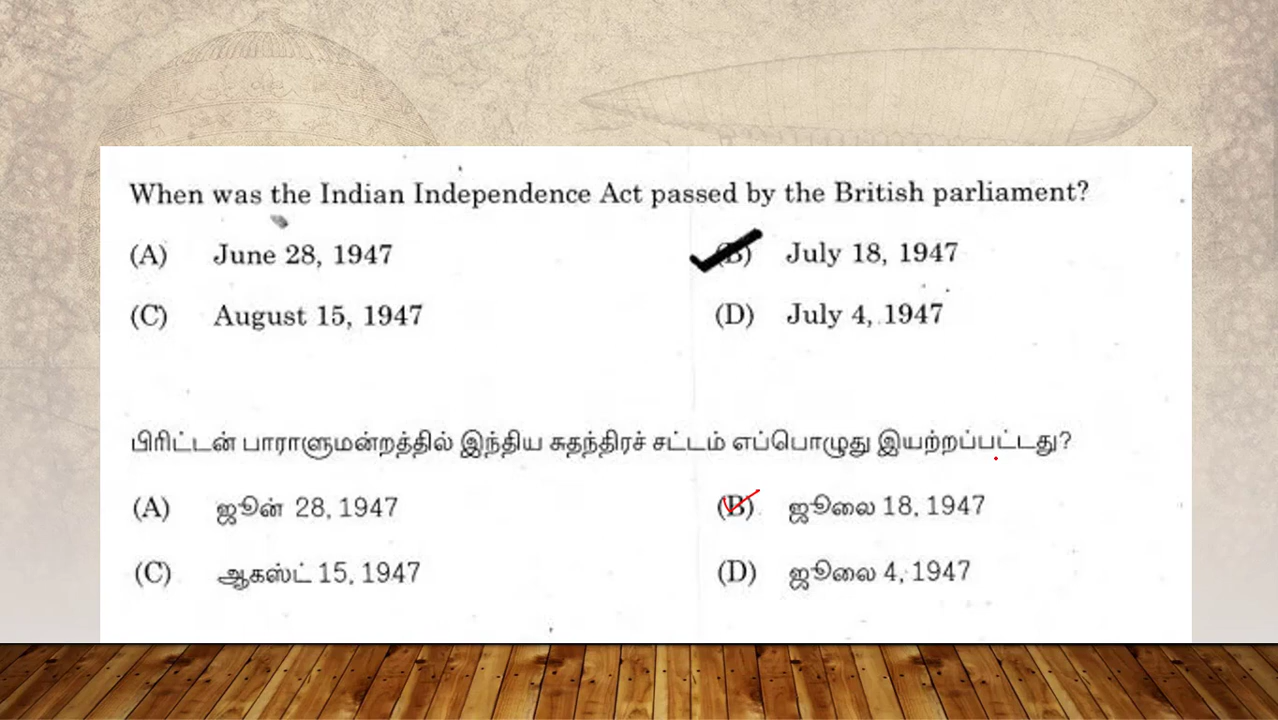 When was the Indian Independence Act passed by the British parliament?
(A) June 28, 1947 (B) July 18, 1947
(C) August 15, 1947 (D) July 4, 1947
பிரிட்டன் பாராளுமன்றத்தில் இந்திய சுதந்திரச் சட்டம் எப்பொழுது இயற்றப்பட்டது?
(A) ஜூன் 28, 1947 (B) ஜூலை 18, 1947
(C) ஆகஸ்ட் 15, 1947 (D) ஜூலை 4, 1947